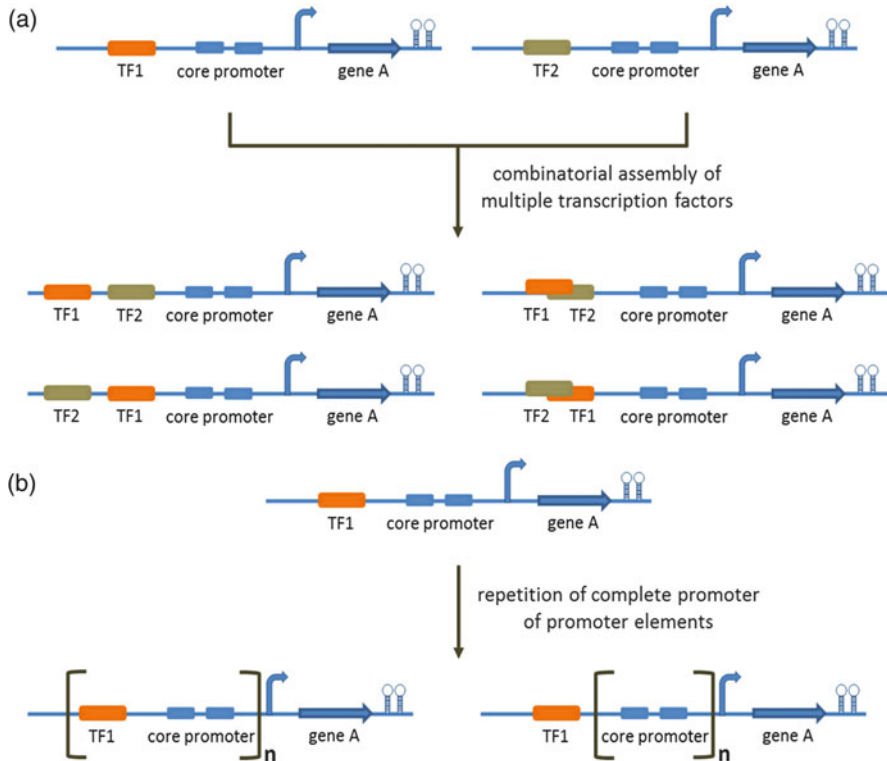 (a)
TF1 core promoter gene A
TF2 core promoter gene A
combinatorial assembly of
multiple transcription factors
TF1 TF2 core promoter gene A
TF1 TF2 core promoter gene A
TF2 TF1 core promoter gene A
TF2 TF1 core promoter gene A
(b)
TF1 core promoter gene A
repetition of complete promoter
of promoter elements
TF1 core promoter n gene A
TF1 core promoter n gene A